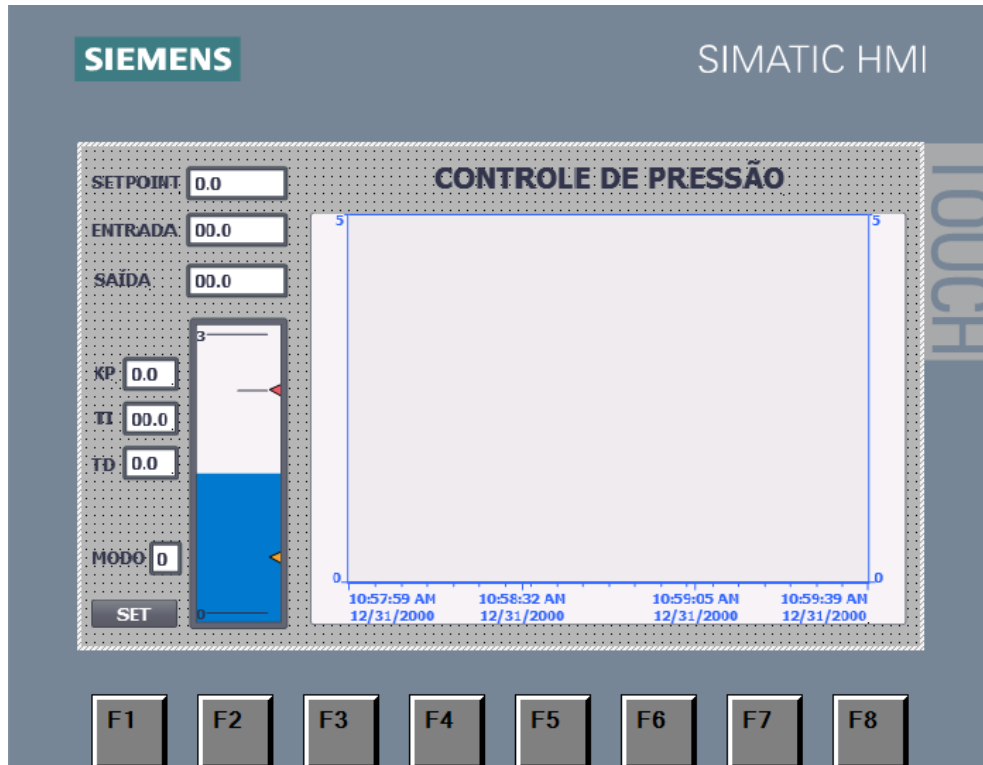 SIEMENS
SIMATIC HMI
TOUCH
CONTROLE DE PRESSÃO
SETPOINT 0.0
ENTRADA 00.0
SAÍDA 00.0
KP 0.0
TI 00.0
TD 0.0
MODO 0
SET
3
0
5
5
0
0
10:57:59 AM 10:58:32 AM 10:59:05 AM 10:59:39 AM
12/31/2000 12/31/2000 12/31/2000 12/31/2000
F1 F2 F3 F4 F5 F6 F7 F8